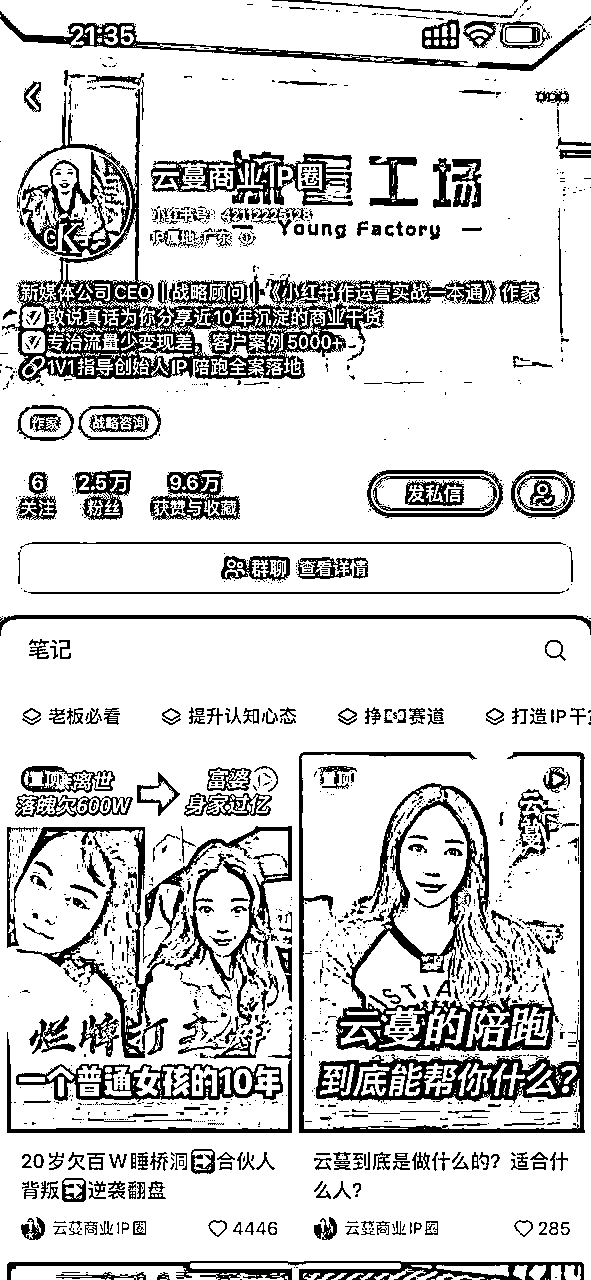 21:35
云蔓商业IP圈
工场
小红书号：42112226128
IP属地：广东
Young Factory
新媒体公司CEO || 战略顾问 ||《小红书作运营实战一本通》作家
敢说真话为你分享近10年沉淀的商业干货
专治流量少变现差，客户案例5000+
1V1指导创始人IP 陪跑全案落地
作家
战略咨询
6
2.5万
9.6万
关注
粉丝
获赞与收藏
发私信
群聊 查看详情
笔记
老板必看
提升认知心态
挣赛道
打造IP干
置顶
离世
落魄欠600W
富婆
身家过亿
烂牌打王炸
一个普通女孩的10年
置顶
云蔓
云蔓的陪跑
到底能帮你什么？
20岁欠百W睡桥洞➡合伙人
背叛➡逆袭翻盘
云蔓商业IP圈
4446
云蔓到底是做什么的？适合什
么人？
云蔓商业IP圈
285